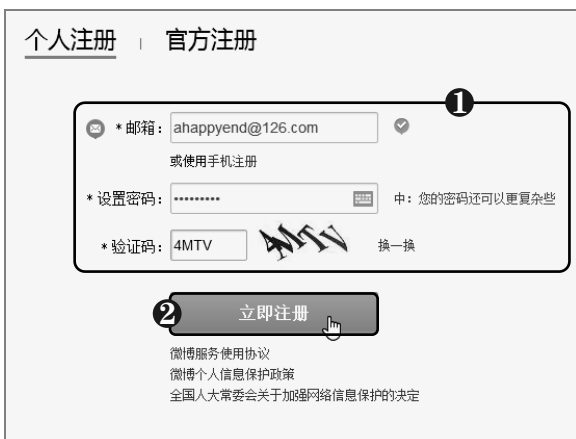 个人注册 | 官方注册
❶
*邮箱: ahappyend@126.com
或使用手机注册
*设置密码: ········· 中: 您的密码还可以更复杂些
*验证码: 4MTV 4MTV 换一换
❷ 立即注册
微博服务使用协议
微博个人信息保护政策
全国人大常委会关于加强网络信息保护的决定